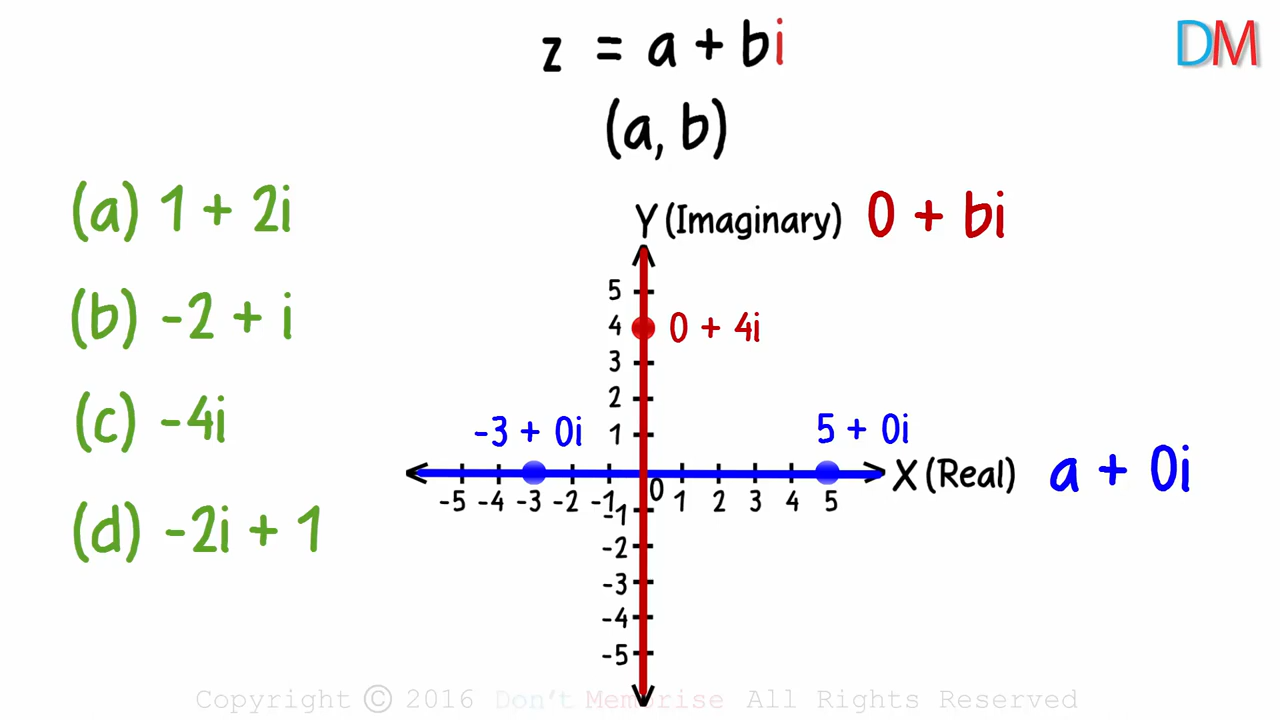 z = a + bi
DM
(a, b)
(a) 1 + 2i
(b) -2 + i
(c) -4i
(d) -2i + 1
Y (Imaginary) 0 + bi
5
4 0 + 4i
3
2
1
-3 + 0i 5 + 0i
X (Real) a + 0i
-5 -4 -3 -2 -1 0 1 2 3 4 5
-1
-2
-3
-4
-5
Copyright © 2016 Don't Memorise All Rights Reserved